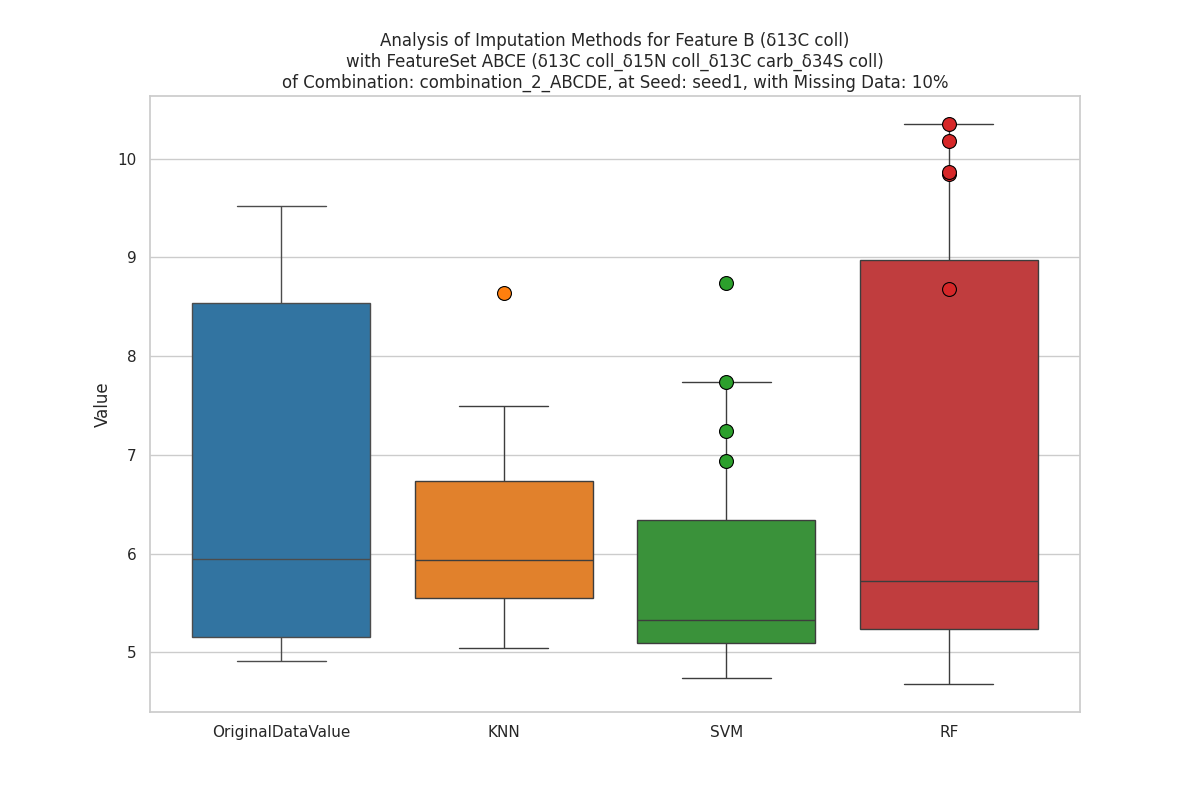 Analysis of Imputation Methods for Feature B (δ13C coll)
with FeatureSet ABCE (δ13C coll_δ15N coll_δ13C carb_δ34S coll)
of Combination: combination_2_ABCDE, at Seed: seed1, with Missing Data: 10%
10
9
8
7
6
5
Value
OriginalDataValue
KNN
SVM
RF